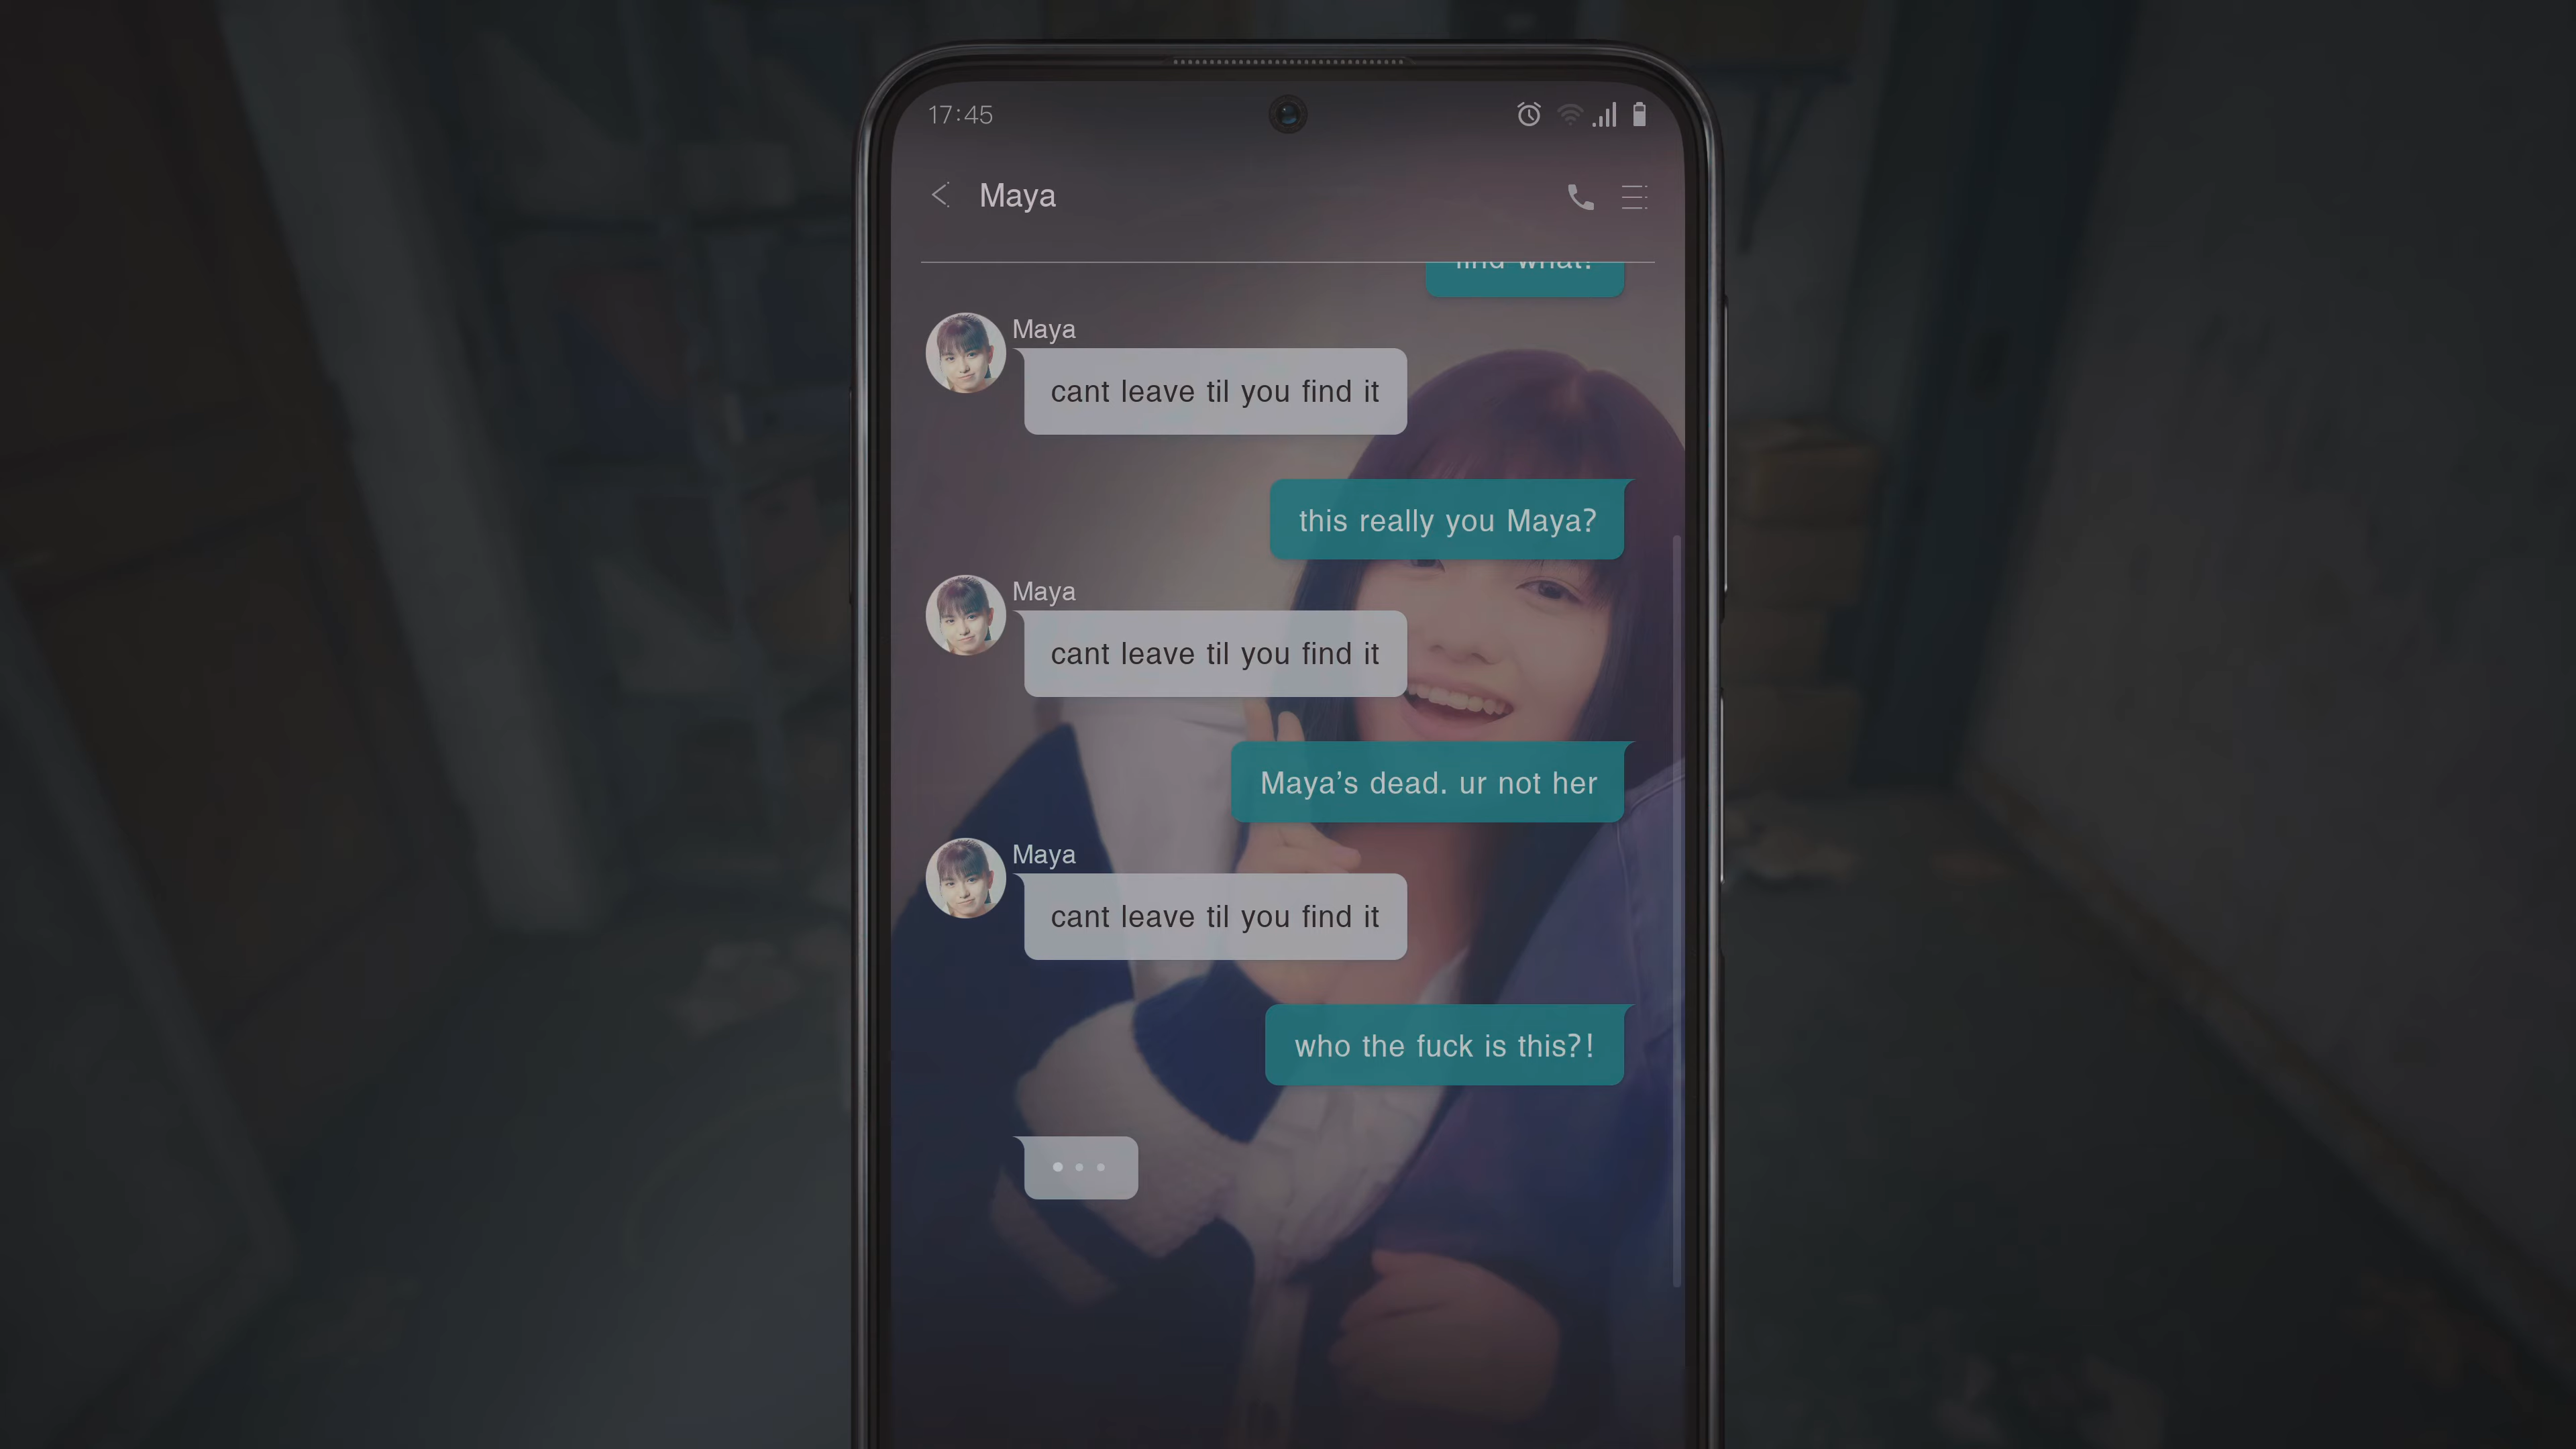 17:45
Maya
find what?
Maya
cant leave til you find it
this really you Maya?
Maya
cant leave til you find it
Maya’s dead. ur not her
Maya
cant leave til you find it
who the fuck is this?!